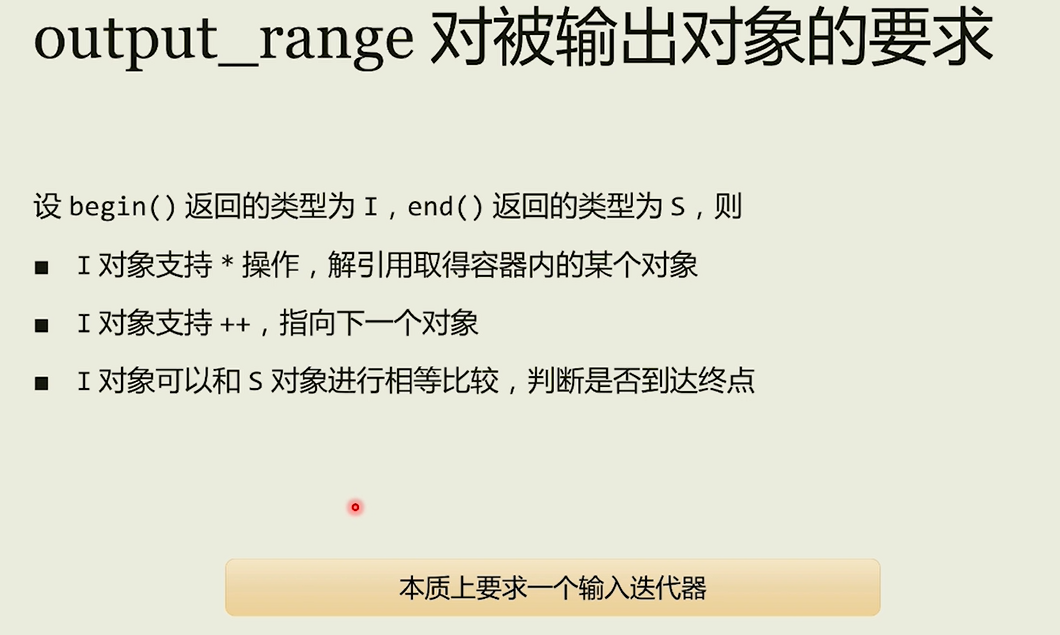 output_range 对被输出对象的要求
设 begin() 返回的类型为 I，end() 返回的类型为 S，则
■ I 对象支持 * 操作，解引用取得容器内的某个对象
■ I 对象支持 ++，指向下一个对象
■ I 对象可以和 S 对象进行相等比较，判断是否到达终点
本质上要求一个输入迭代器